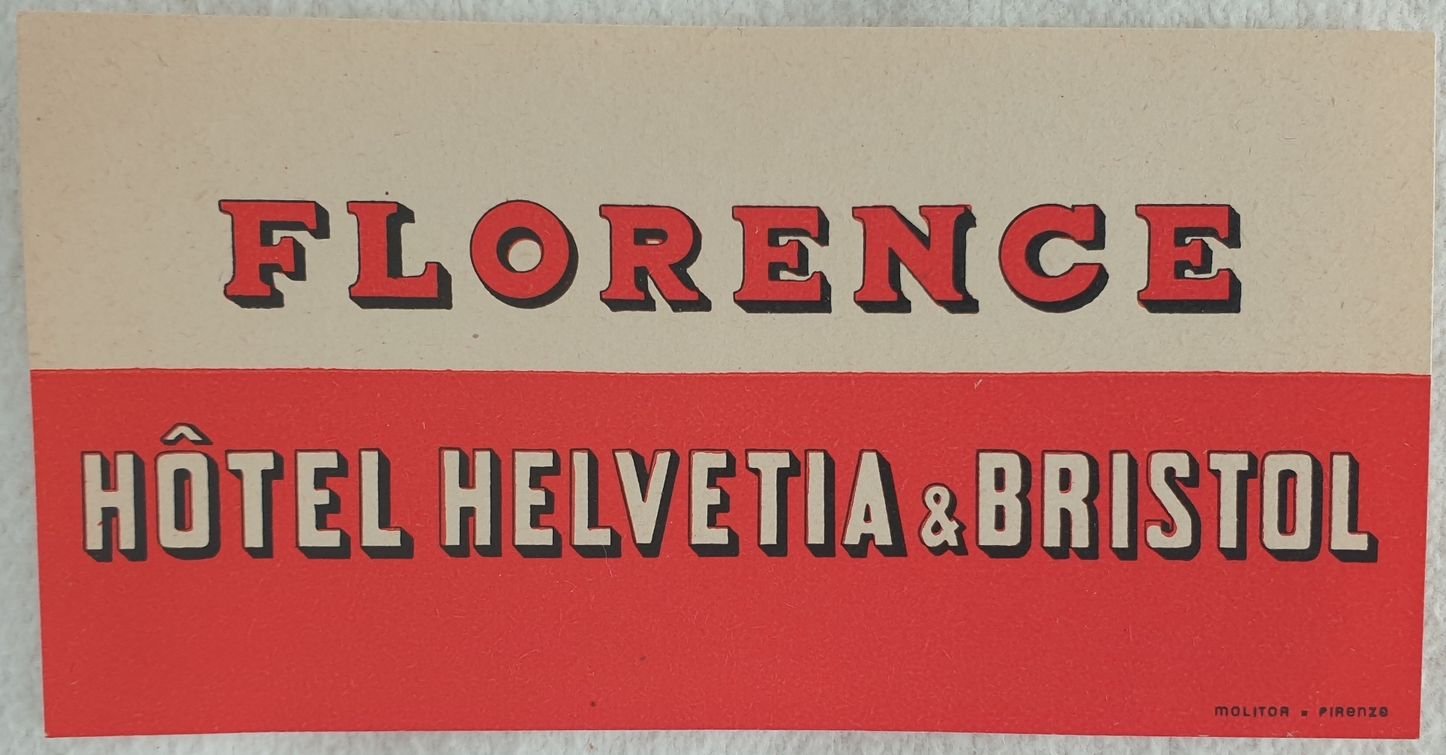 FLORENCE
HÔTEL HELVETIA & BRISTOL
MOLITOR ▪ FIRENZE